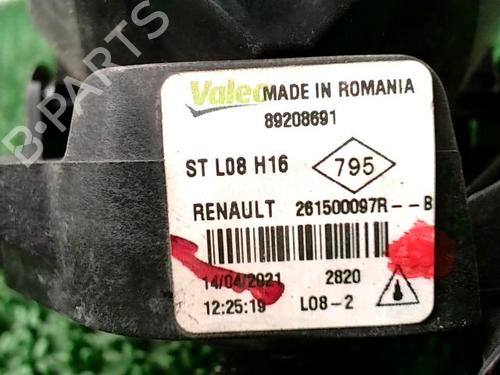 B-PARTS
Valeo MADE IN ROMANIA
89208691
ST L08 H16 795
RENAULT 261500097R--B
14/04/2021 2820
12:25:19 L08-2